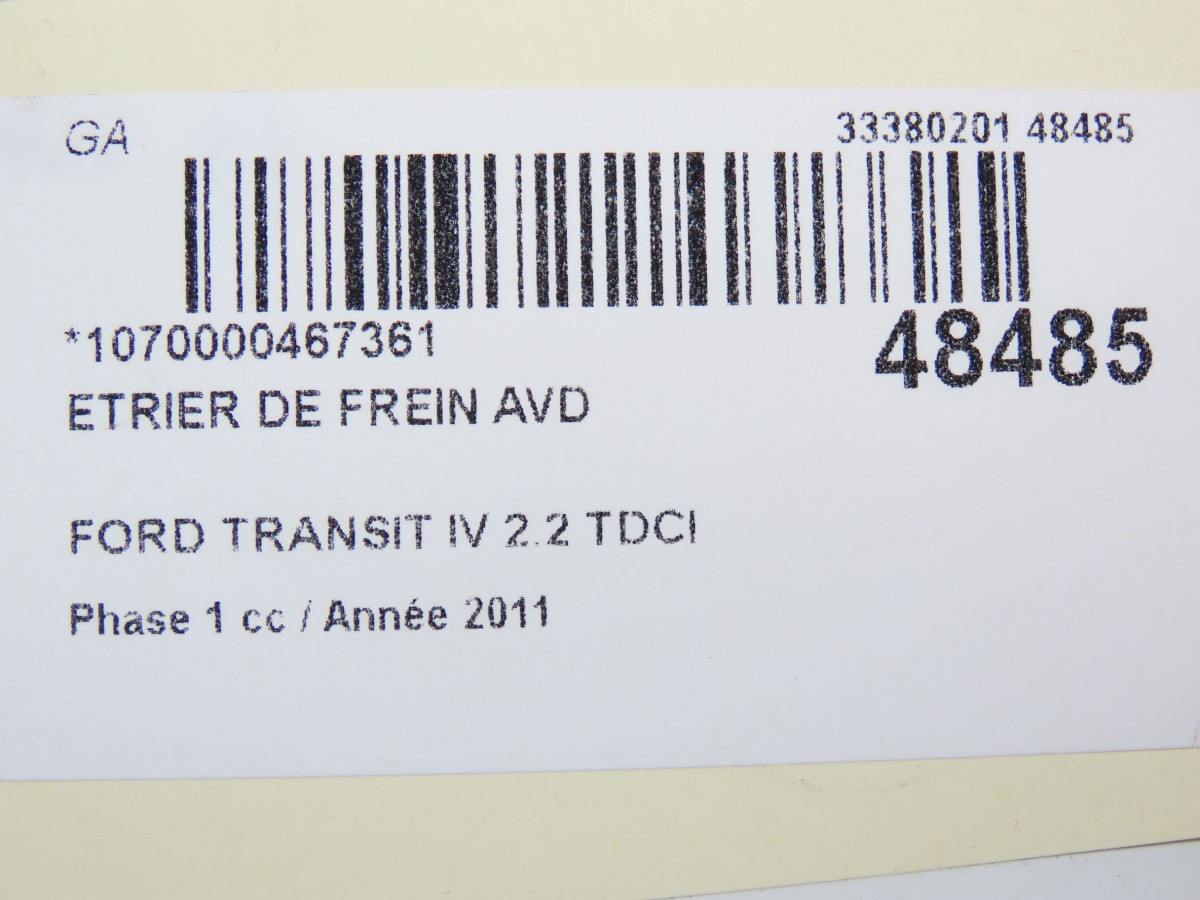 GA
33380201 48485
*1070000467361
48485
ETRIER DE FREIN AVD
FORD TRANSIT IV 2.2 TDCI
Phase 1 cc / Année 2011